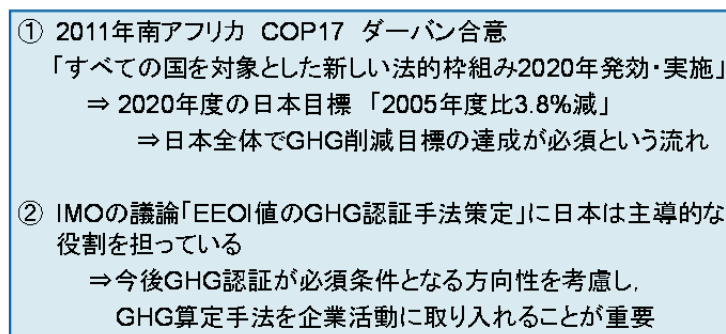 ① 2011年南アフリカ COP17 ダーバン合意
「すべての国を対象とした新しい法的枠組み2020年発効・実施」
⇒ 2020年度の日本目標 「2005年度比3.8%減」
⇒日本全体でGHG削減目標の達成が必須という流れ
② IMOの議論「EEOI値のGHG認証手法策定」に日本は主導的な
役割を担っている
⇒今後GHG認証が必須条件となる方向性を考慮し,
GHG算定手法を企業活動に取り入れることが重要